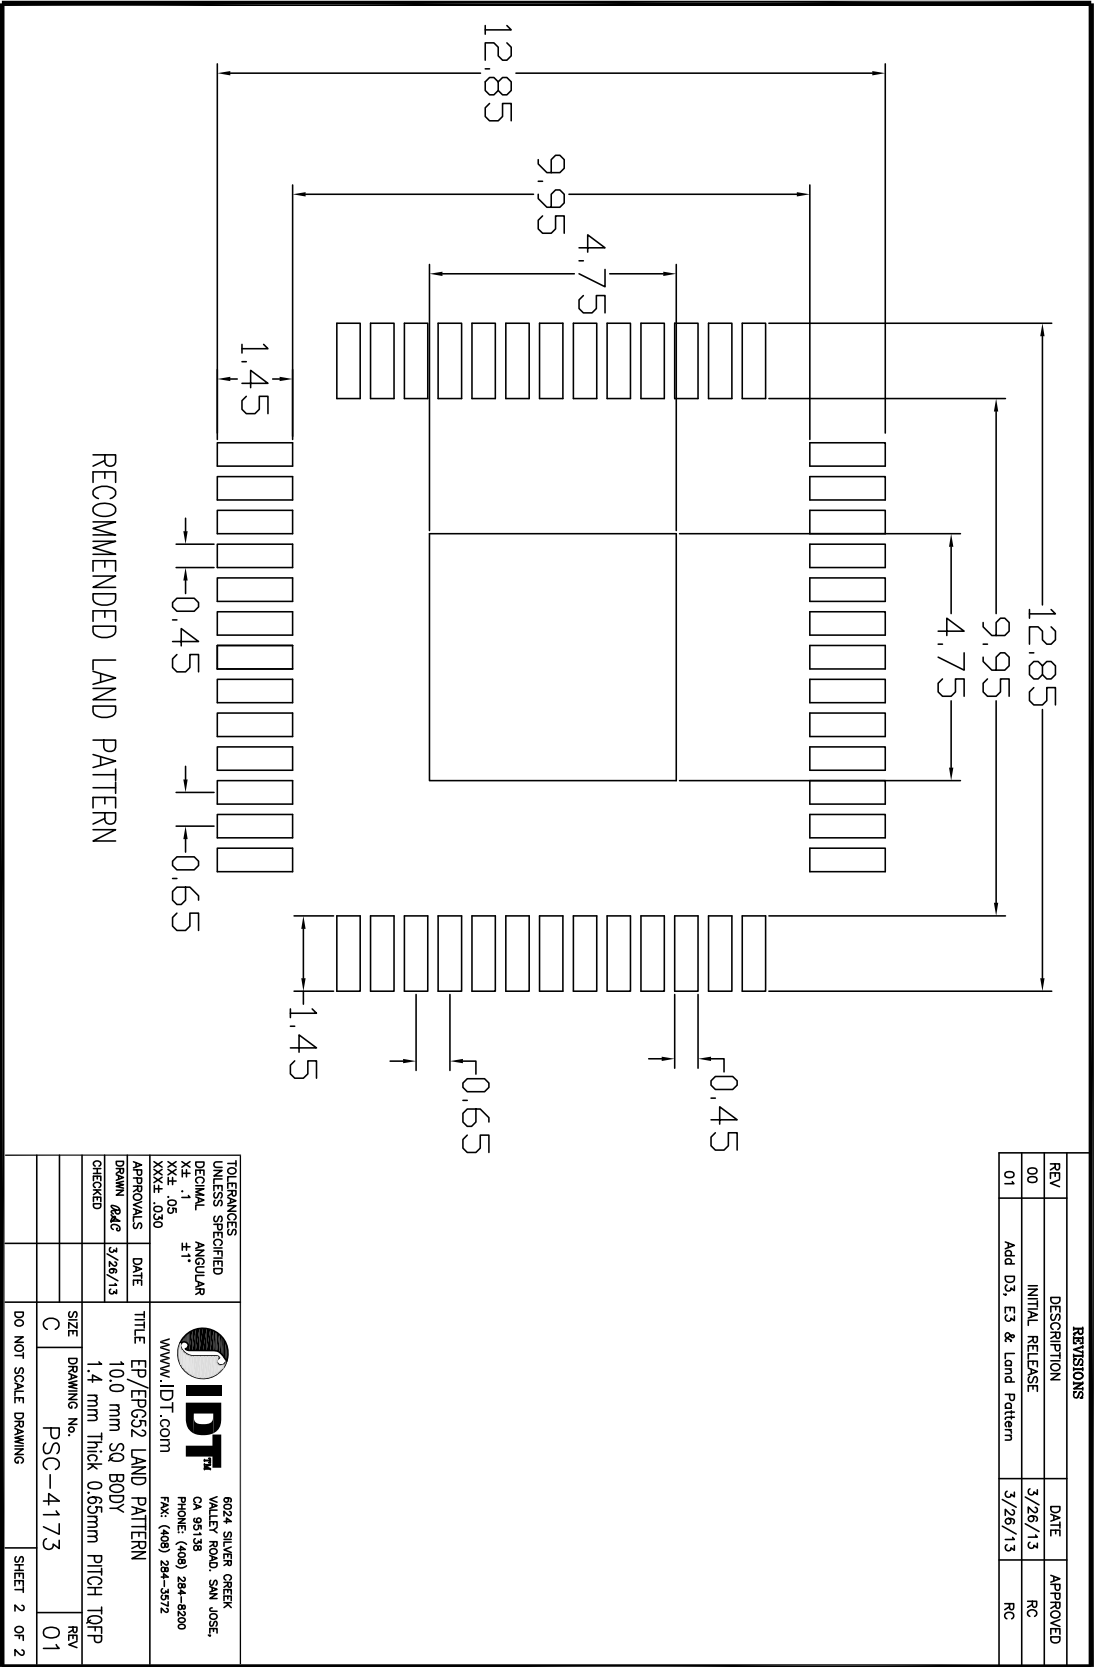 REVISIONS
REV DESCRIPTION DATE APPROVED
00 INITIAL RELEASE 3/26/13 RC
01 Add D3, E3 & Land Pattern 3/26/13 RC
12.85
9.95
4.75
12.85
9.95
4.75
1.45
0.45
0.65
1.45
0.65
0.45
RECOMMENDED LAND PATTERN
TOLERANCES
UNLESS SPECIFIED
DECIMAL ANGULAR
X± .1 ±1°
XX± .05
XXX± .030
APPROVALS DATE
DRAWN RAC 3/26/13
CHECKED
IDT™
www.IDT.com
6024 SILVER CREEK
VALLEY ROAD, SAN JOSE,
CA 95138
PHONE: (408) 284-8200
FAX: (408) 284-3572
TITLE EP/EPG52 LAND PATTERN
10.0 mm SQ BODY
1.4 mm Thick 0.65mm PITCH TQFP
SIZE DRAWING No. REV
C PSC-4173 01
DO NOT SCALE DRAWING SHEET 2 OF 2